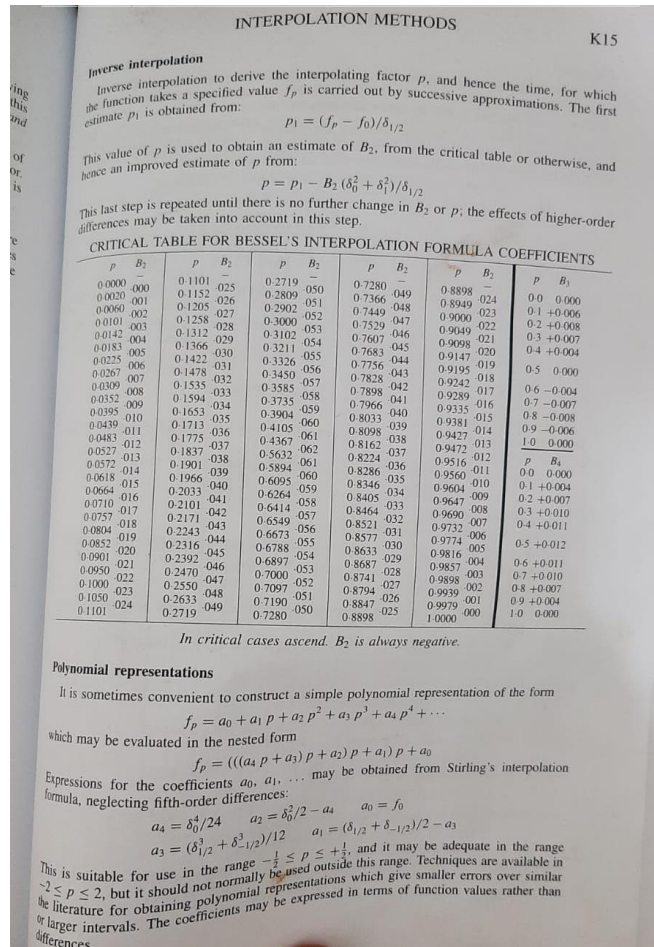 INTERPOLATION METHODS
K15
Inverse interpolation
Inverse interpolation to derive the interpolating factor p, and hence the time, for which
the function takes a specified value fₚ is carried out by successive approximations. The first
estimate p₁ is obtained from:
p₁ = (fₚ − f₀)/δ₁/₂
This value of p is used to obtain an estimate of B₂, from the critical table or otherwise, and
hence an improved estimate of p from:
p = p₁ − B₂ (δ₀² + δ₁²)/δ₁/₂
This last step is repeated until there is no further change in B₂ or p; the effects of higher-order
differences may be taken into account in this step.
CRITICAL TABLE FOR BESSEL'S INTERPOLATION FORMULA COEFFICIENTS
p B₂ p B₂ p B₂ p B₂ p B₂ p B₃
0·0000 – 0·1101 – 0·2719 – 0·7280 – 0·8898 – 0·0 0·000
·000 ·025 ·050 ·049 ·024
0·0020 0·1152 0·2809 0·7366 0·8949 0·1 +0·006
·001 ·026 ·051 ·048 ·023
0·0060 0·1205 0·2902 0·7449 0·9000 0·2 +0·008
·002 ·027 ·052 ·047 ·022
0·0101 0·1258 0·3000 0·7529 0·9049 0·3 +0·007
·003 ·028 ·053 ·046 ·021
0·0142 0·1312 0·3102 0·7607 0·9098 0·4 +0·004
·004 ·029 ·054 ·045 ·020
0·0183 0·1366 0·3211 0·7683 0·9147
·005 ·030 ·055 ·044 ·019
0·0225 0·1422 0·3326 0·7756 0·9195 0·5 0·000
·006 ·031 ·056 ·043 ·018
0·0267 0·1478 0·3450 0·7828 0·9242
·007 ·032 ·057 ·042 ·017
0·0309 0·1535 0·3585 0·7898 0·9289 0·6 −0·004
·008 ·033 ·058 ·041 ·016
0·0352 0·1594 0·3735 0·7966 0·9335 0·7 −0·007
·009 ·034 ·059 ·040 ·015
0·0395 0·1653 0·3904 0·8033 0·9381 0·8 −0·008
·010 ·035 ·060 ·039 ·014
0·0439 0·1713 0·4105 0·8098 0·9427 0·9 −0·006
·011 ·036 ·061 ·038 ·013
0·0483 0·1775 0·4367 0·8162 0·9472 1·0 0·000
·012 ·037 ·062 ·037 ·012
0·0527 0·1837 0·5632 0·8224 0·9516 p B₄
·013 ·038 ·061 ·036 ·011
0·0572 0·1901 0·5894 0·8286 0·9560 0·0 0·000
·014 ·039 ·060 ·035 ·010
0·0618 0·1966 0·6095 0·8346 0·9604 0·1 +0·004
·015 ·040 ·059 ·034 ·009
0·0664 0·2033 0·6264 0·8405 0·9647 0·2 +0·007
·016 ·041 ·058 ·033 ·008
0·0710 0·2101 0·6414 0·8464 0·9690 0·3 +0·010
·017 ·042 ·057 ·032 ·007
0·0757 0·2171 0·6549 0·8521 0·9732 0·4 +0·011
·018 ·043 ·056 ·031 ·006
0·0804 0·2243 0·6673 0·8577 0·9774
·019 ·044 ·055 ·030 ·005
0·0852 0·2316 0·6788 0·8633 0·9816 0·5 +0·012
·020 ·045 ·054 ·029 ·004
0·0901 0·2392 0·6897 0·8687 0·9857
·021 ·046 ·053 ·028 ·003
0·0950 0·2470 0·7000 0·8741 0·9898 0·6 +0·011
·022 ·047 ·052 ·027 ·002
0·1000 0·2550 0·7097 0·8794 0·9939 0·7 +0·010
·023 ·048 ·051 ·026 ·001
0·1050 0·2633 0·7190 0·8847 0·9979 0·8 +0·007
·024 ·049 ·050 ·025 ·000
0·1101 0·2719 0·7280 0·8898 1·0000 0·9 +0·004
1·0 0·000
In critical cases ascend. B₂ is always negative.
Polynomial representations
It is sometimes convenient to construct a simple polynomial representation of the form
fₚ = a₀ + a₁ p + a₂ p² + a₃ p³ + a₄ p⁴ + ···
which may be evaluated in the nested form
fₚ = (((a₄ p + a₃) p + a₂) p + a₁) p + a₀
Expressions for the coefficients a₀, a₁, ... may be obtained from Stirling's interpolation
formula, neglecting fifth-order differences:
a₄ = δ₀⁴/24 a₂ = δ₀²/2 − a₄ a₀ = f₀
a₃ = (δ³₁/₂ + δ³₋₁/₂)/12 a₁ = (δ₁/₂ + δ₋₁/₂)/2 − a₃
This is suitable for use in the range −½ ≤ p ≤ +½, and it may be adequate in the range
−2 ≤ p ≤ 2, but it should not normally be used outside this range. Techniques are available in
the literature for obtaining polynomial representations which give smaller errors over similar
or larger intervals. The coefficients may be expressed in terms of function values rather than
differences